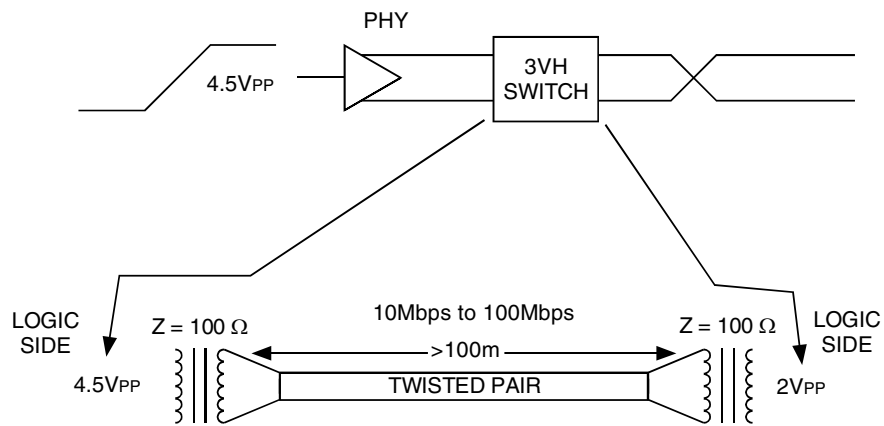 PHY
4.5VPP
3VH
SWITCH
LOGIC
SIDE
Z = 100 Ω
10Mbps to 100Mbps
Z = 100 Ω
LOGIC
SIDE
>100m
4.5VPP
TWISTED PAIR
2VPP